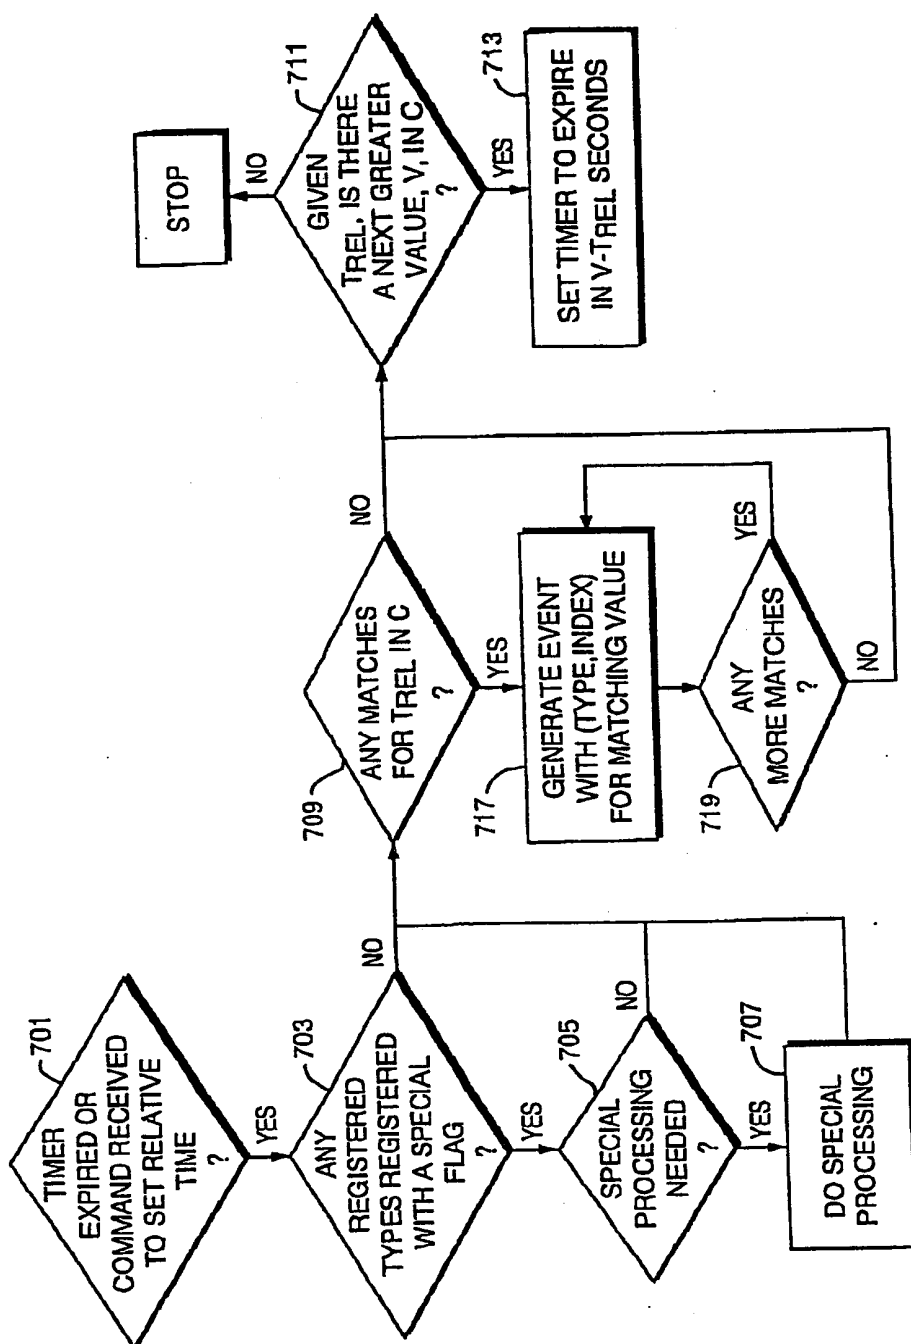 701
TIMER
EXPIRED OR
COMMAND RECEIVED
TO SET RELATIVE
TIME
?
YES
703
ANY
REGISTERED
TYPES REGISTERED
WITH A SPECIAL
FLAG
?
NO
YES
705
SPECIAL
PROCESSING
NEEDED
?
NO
YES
707
DO SPECIAL
PROCESSING
709
ANY MATCHES
FOR TREL IN C
?
NO
YES
717
GENERATE EVENT
WITH (TYPE,INDEX)
FOR MATCHING VALUE
719
ANY
MORE MATCHES
?
YES
NO
711
GIVEN
TREL, IS THERE
A NEXT GREATER
VALUE, V, IN C
?
NO
STOP
YES
713
SET TIMER TO EXPIRE
IN V-TREL SECONDS